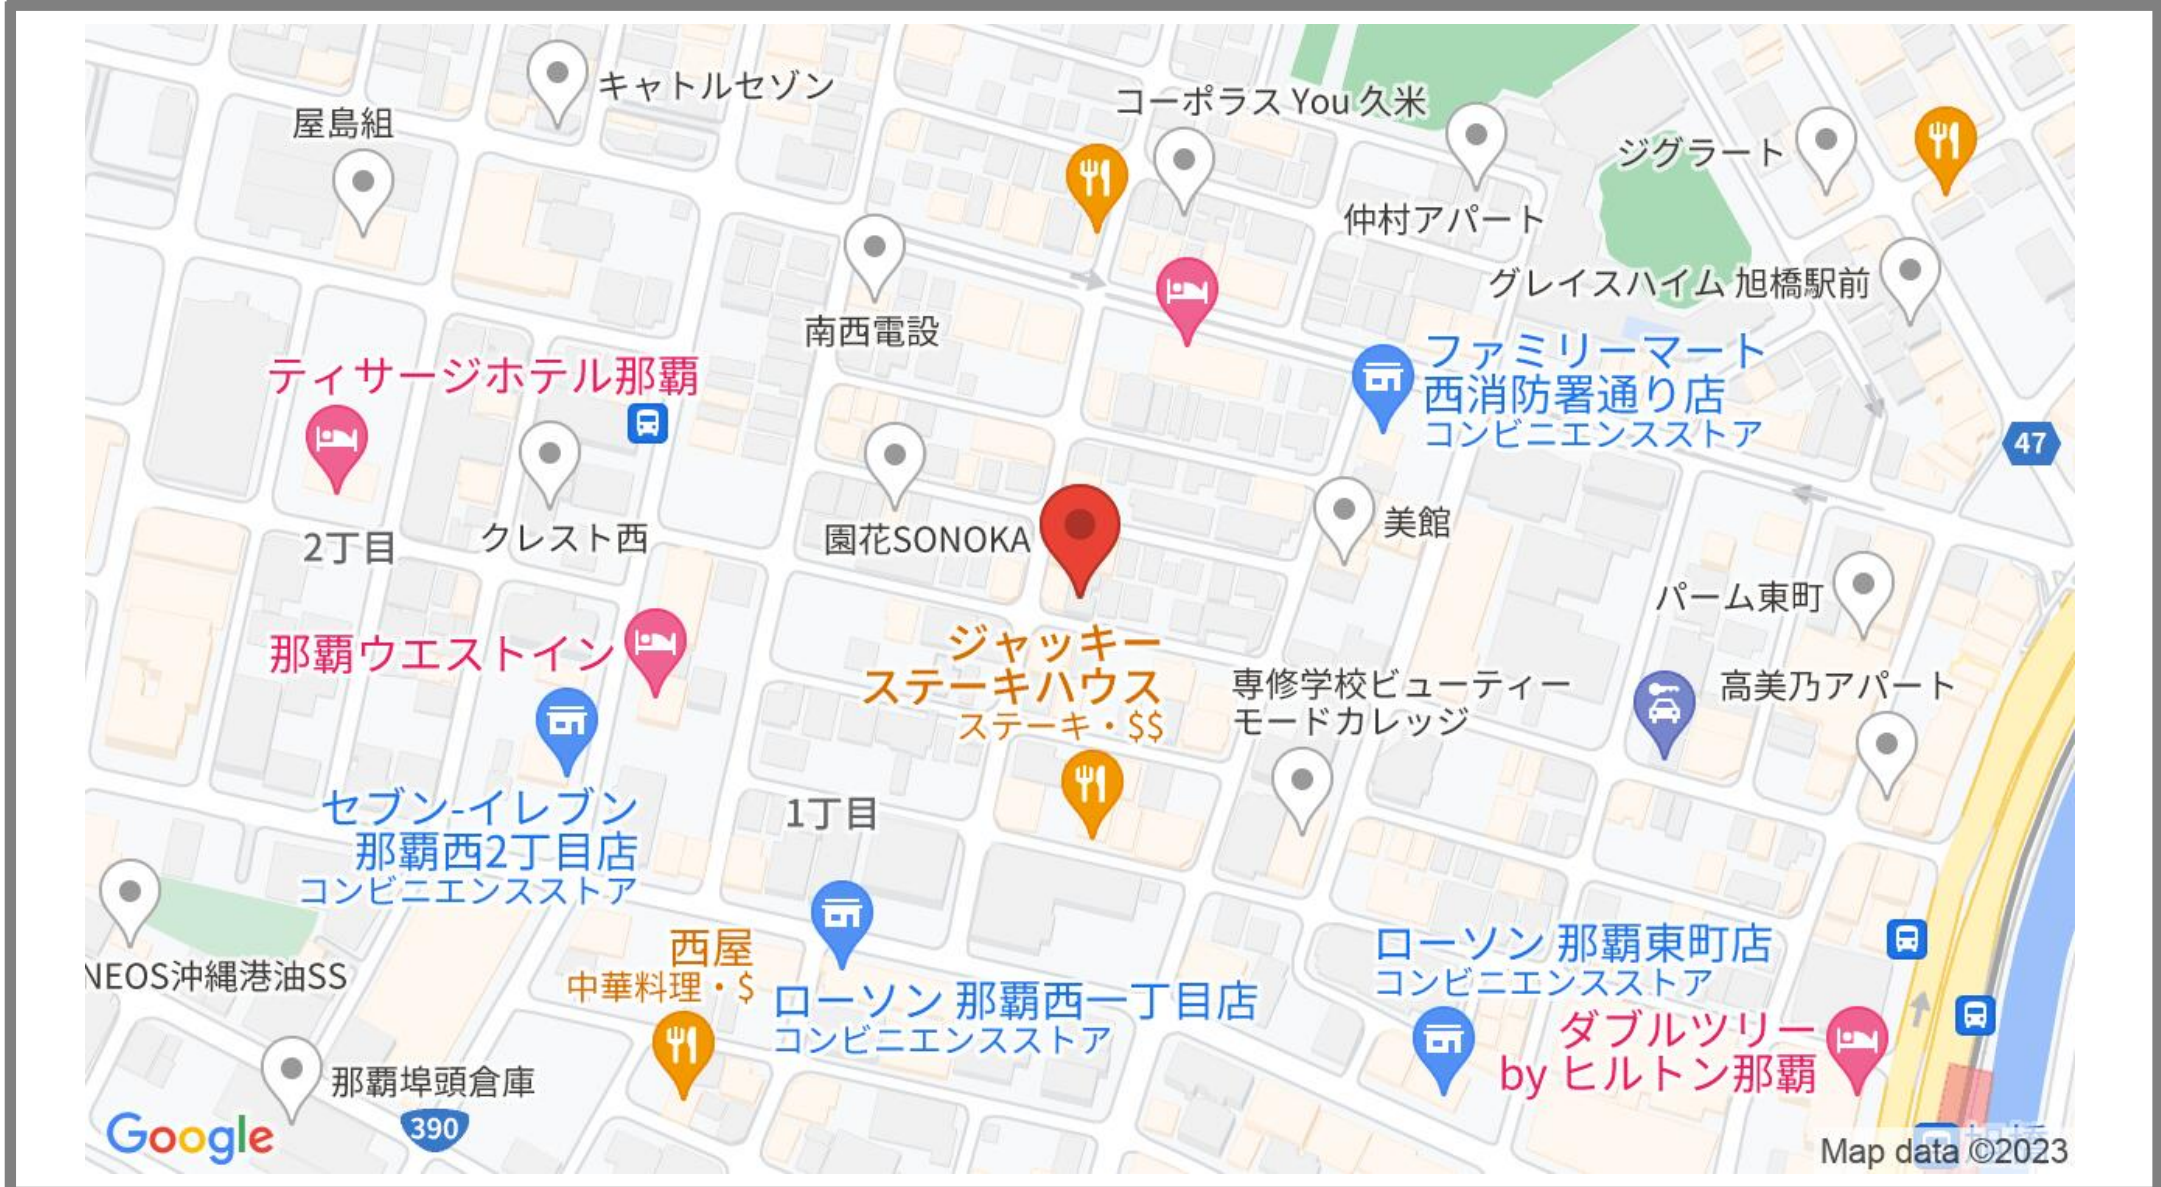 キャトルセゾン
屋島組
コーポラス You 久米
ジグラート
仲村アパート
グレイスハイム 旭橋駅前
南西電設
ティサージホテル那覇
ファミリーマート
西消防署通り店
コンビニエンスストア
47
クレスト西
2丁目
園花SONOKA
美館
パーム東町
那覇ウエストイン
ジャッキー
ステーキハウス
ステーキ・$$
専修学校ビューティー
モードカレッジ
高美乃アパート
セブン-イレブン
那覇西2丁目店
コンビニエンスストア
1丁目
NEOS沖縄港油SS
西屋
中華料理・$
ローソン 那覇西一丁目店
コンビニエンスストア
ローソン 那覇東町店
コンビニエンスストア
ダブルツリー
by ヒルトン那覇
那覇埠頭倉庫
390
Google
Map data ©2023